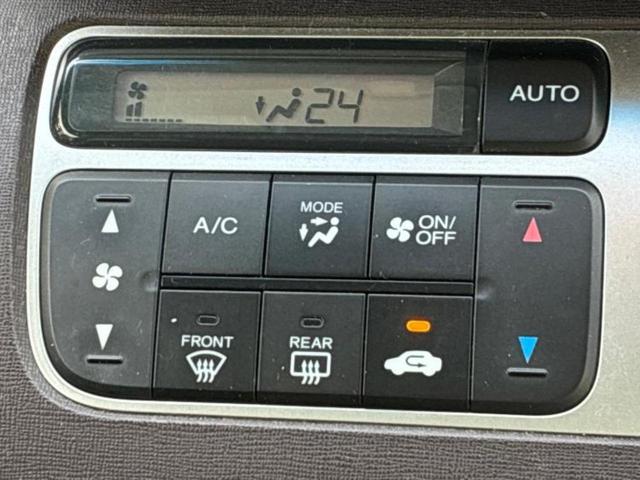 24
AUTO
A/C
MODE
ON/
OFF
FRONT
REAR